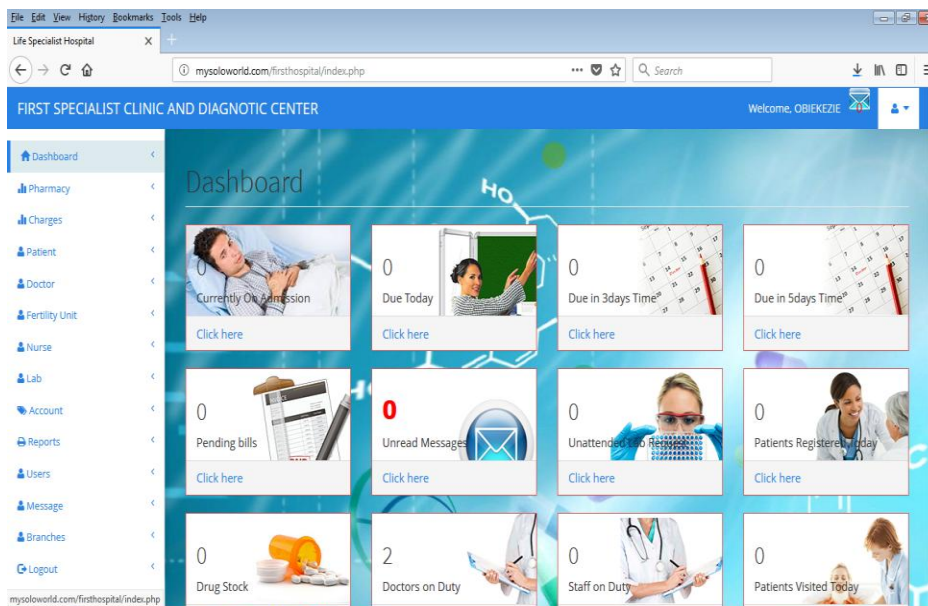 File Edit View History Bookmarks Tools Help
Life Specialist Hospital
mysoloworld.com/firsthospital/index.php
Search
FIRST SPECIALIST CLINIC AND DIAGNOTIC CENTER
Welcome, OBIEKEZIE
0
Dashboard
Pharmacy
Charges
Patient
Doctor
Fertility Unit
Nurse
Lab
Account
Reports
Users
Message
Branches
Logout
mysoloworld.com/firsthospital/index.php
Dashboard
HO
0
Currently On Admission
Click here
0
Due Today
Click here
0
Due in 3days Time
Click here
0
Due in 5days Time
Click here
0
Pending bills
Click here
0
Unread Messages
Click here
0
Unattended Lab Request
Click here
0
Patients Registered Today
Click here
0
Drug Stock
2
Doctors on Duty
0
Staff on Duty
0
Patients Visited Today